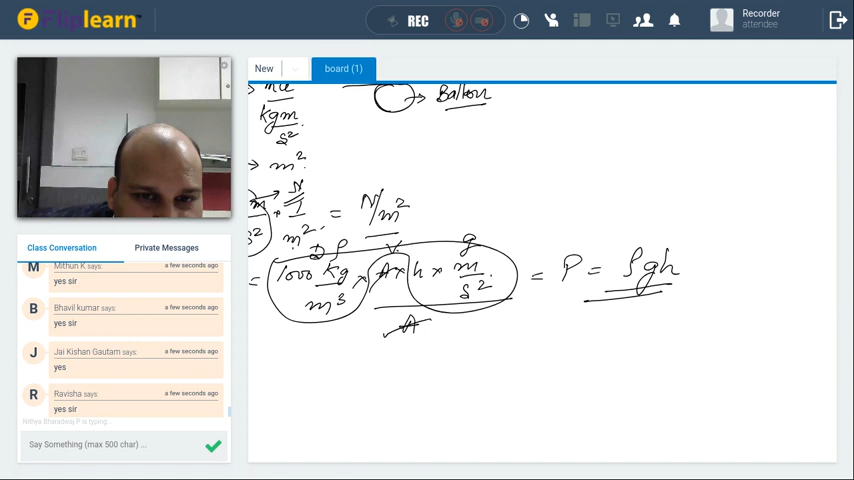 Fliplearn
REC
Recorder
attendee
New
board (1)
→ Balloon
kgm
s²
→ m²
N
1
m²
= N/m²
D ρ
V
g
= 1000 kg/m³ × A × h × m/s² = P = ρgh
A
Class Conversation
Private Messages
M
Mithun K says:
a few seconds ago
yes sir
B
Bhavil kumar says:
a few seconds ago
yes sir
J
Jai Kishan Gautam says:
a few seconds ago
yes
R
Ravisha says:
a few seconds ago
yes sir
Nithya Bharadwaj P is typing...
Say Something (max 500 char) ...